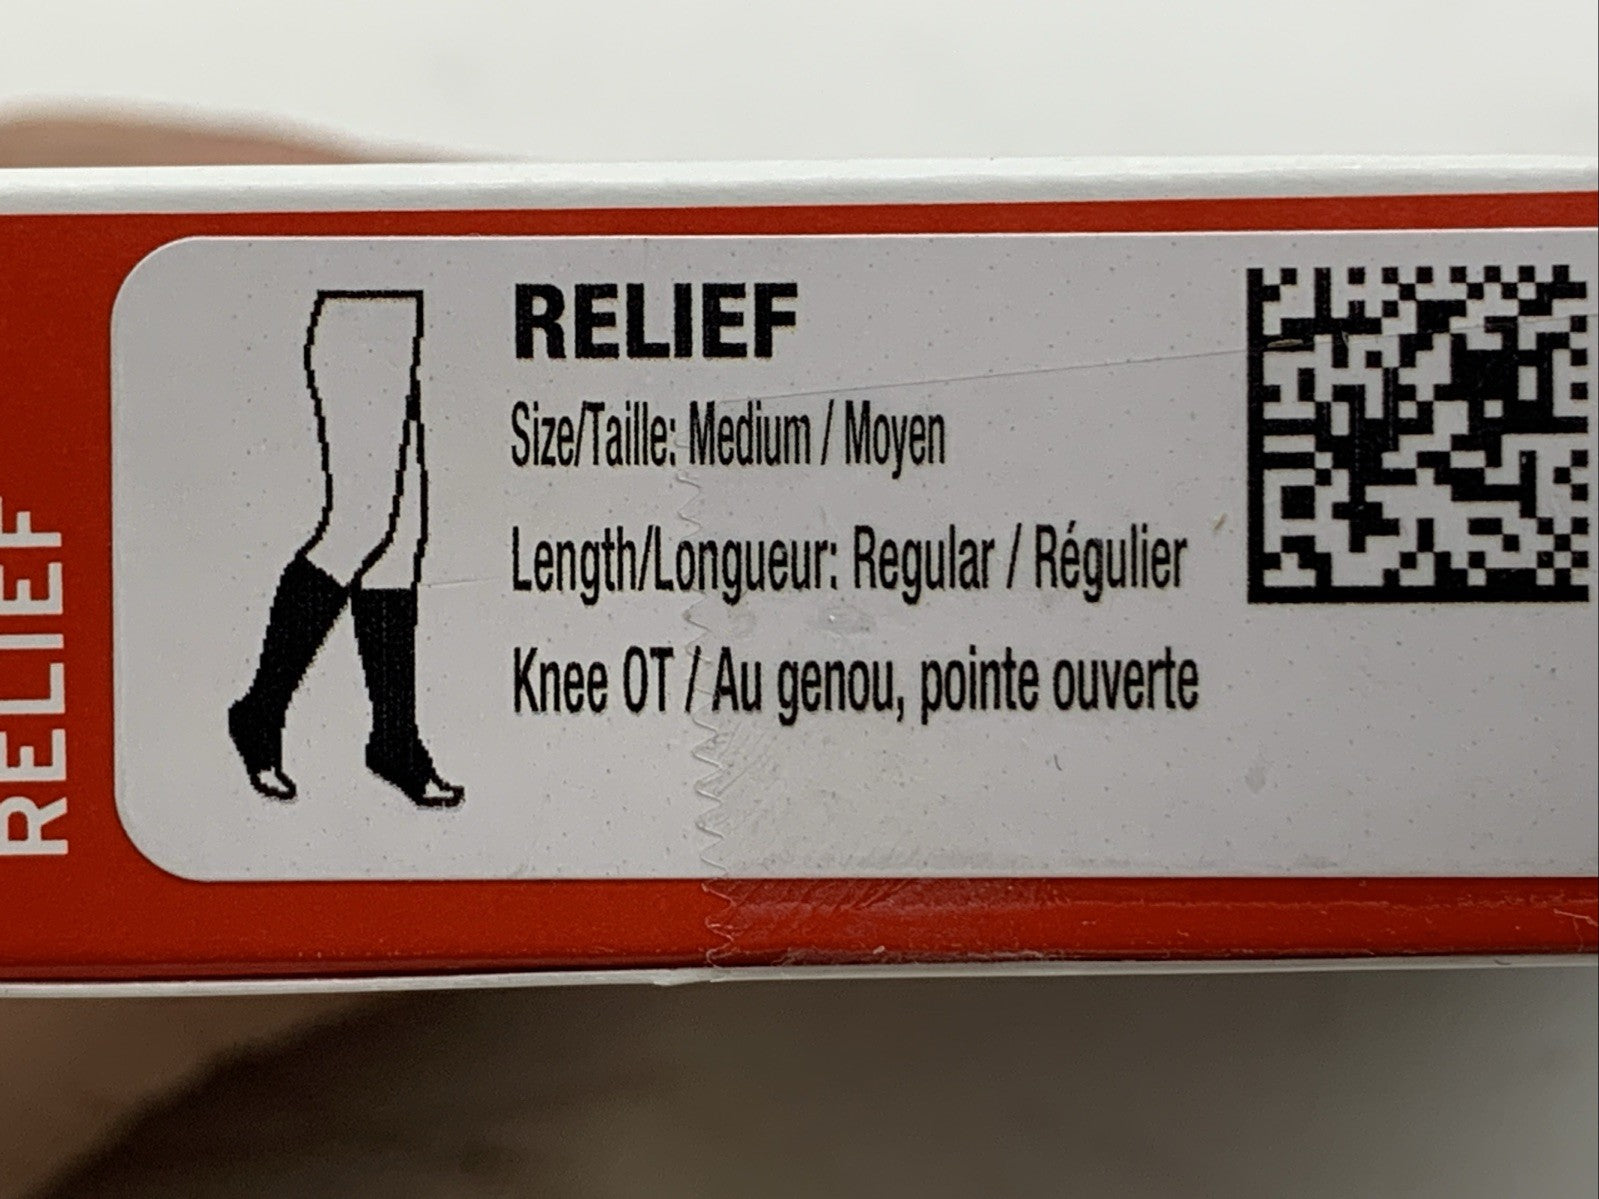 RELIEF
RELIEF
Size/Taille: Medium / Moyen
Length/Longueur: Regular / Régulier
Knee OT / Au genou, pointe ouverte